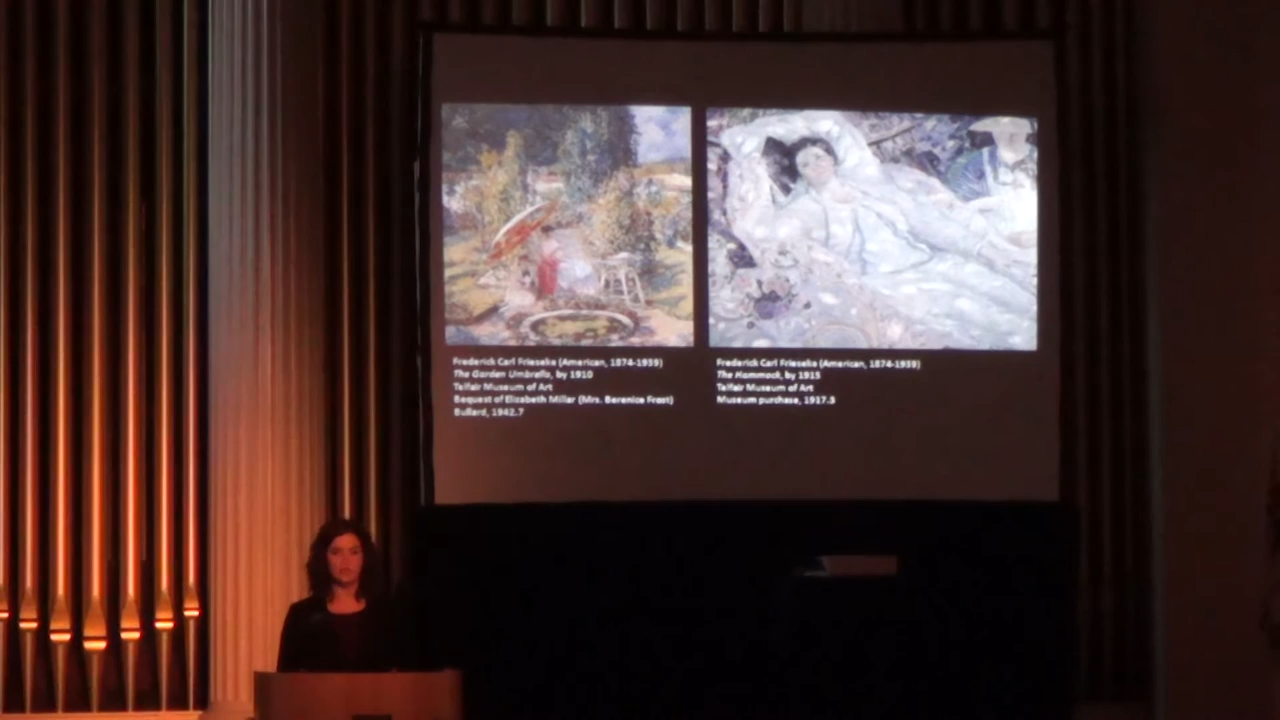 Frederick Carl Frieseke (American, 1874-1939)
The Garden Umbrella, by 1910
Telfair Museum of Art
Bequest of Elizabeth Millar (Mrs. Berenice Frost)
Bullard, 1942.7
Frederick Carl Frieseke (American, 1874-1939)
The Hammock, by 1915
Telfair Museum of Art
Museum purchase, 1917.3